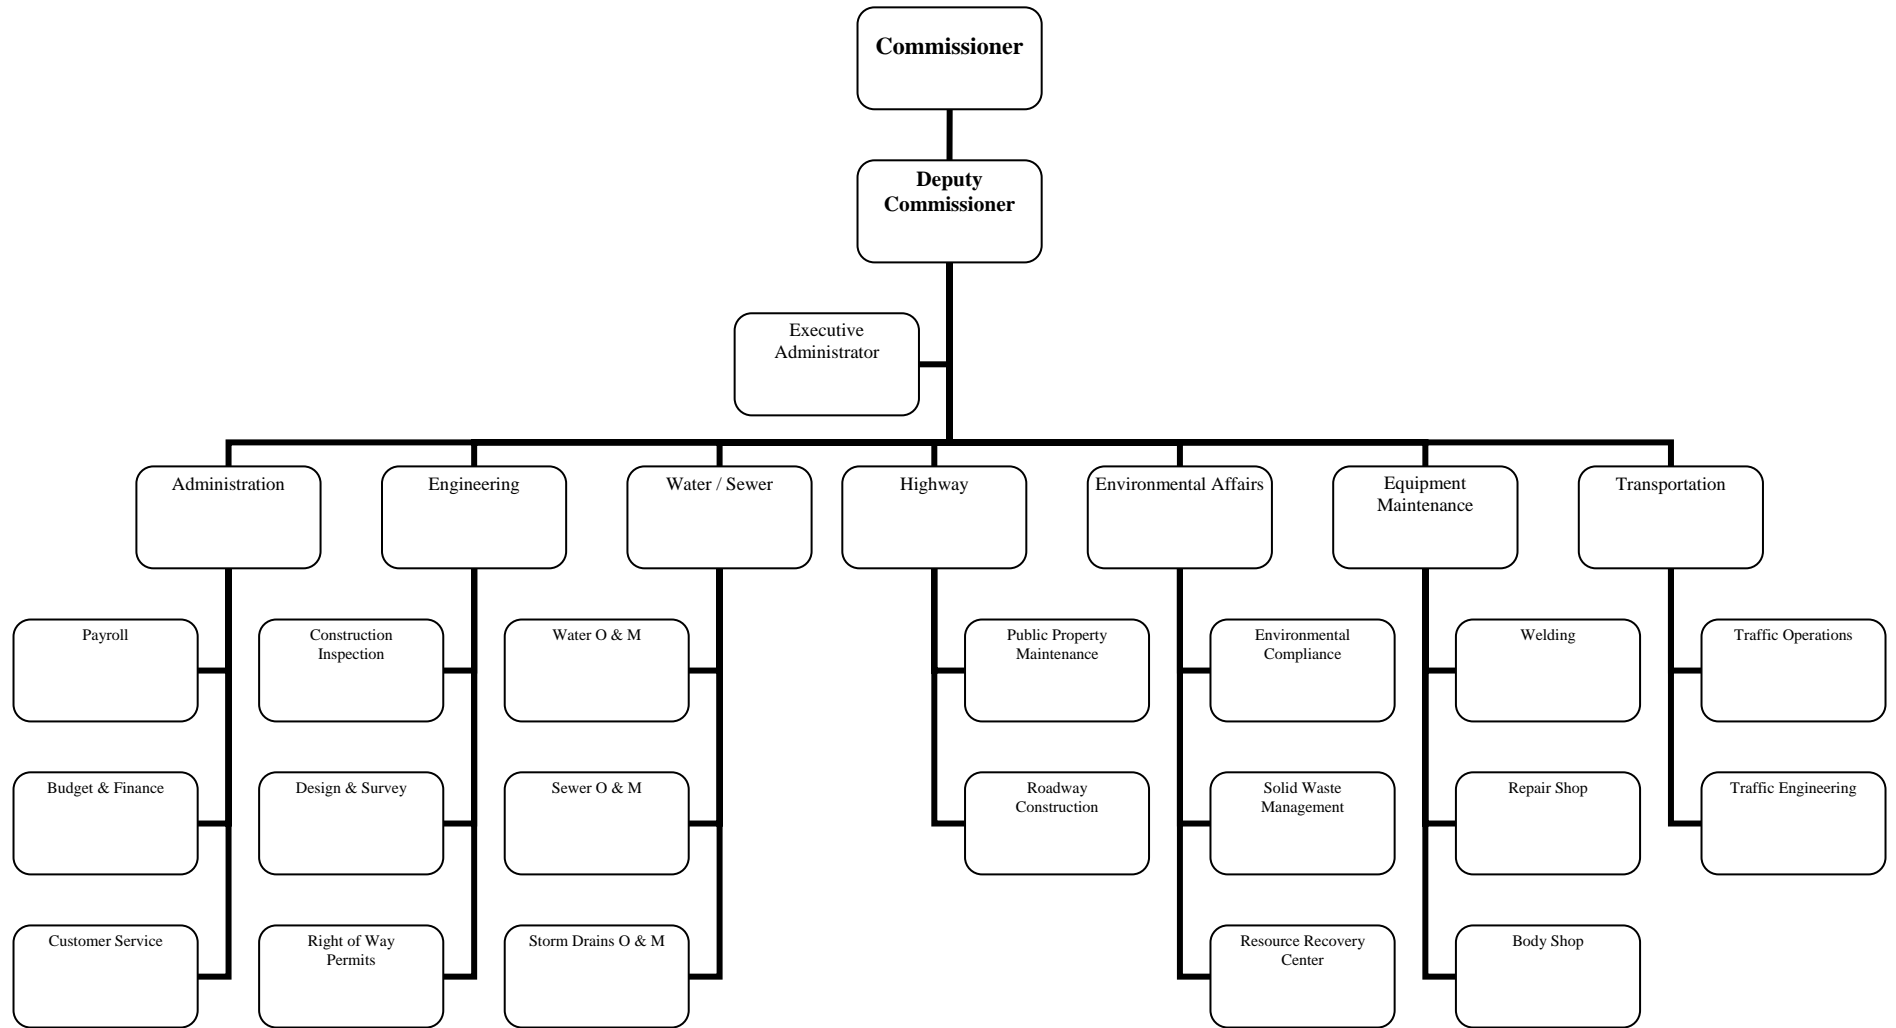 Commissioner
Deputy
Commissioner
Executive
Administrator
Administration
Engineering
Water / Sewer
Highway
Environmental Affairs
Equipment
Maintenance
Transportation
Payroll
Construction
Inspection
Water O & M
Public Property
Maintenance
Environmental
Compliance
Welding
Traffic Operations
Budget & Finance
Design & Survey
Sewer O & M
Roadway
Construction
Solid Waste
Management
Repair Shop
Traffic Engineering
Customer Service
Right of Way
Permits
Storm Drains O & M
Resource Recovery
Center
Body Shop